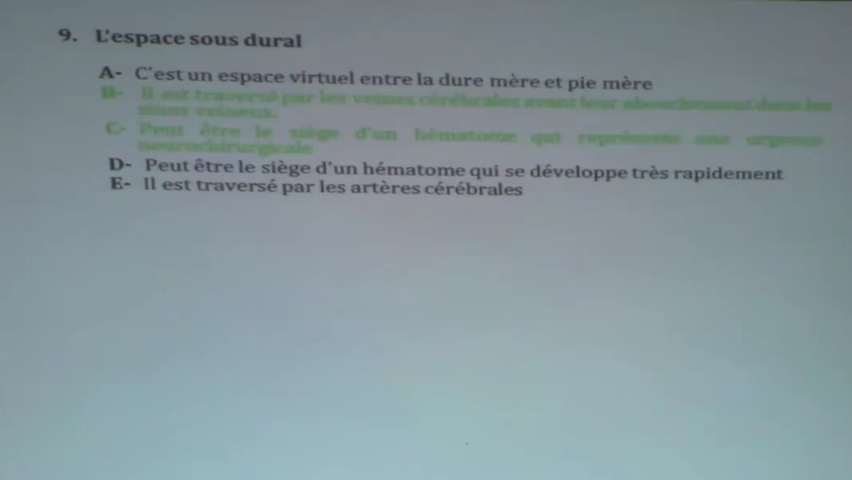 9. L'espace sous dural
A- C'est un espace virtuel entre la dure mère et pie mère
B- Il est traversé par les veines cérébrales avant leur abouchement dans les
sinus veineux.
C- Peut être le siège d'un hématome qui représente une urgence
neurochirurgicale
D- Peut être le siège d'un hématome qui se développe très rapidement
E- Il est traversé par les artères cérébrales